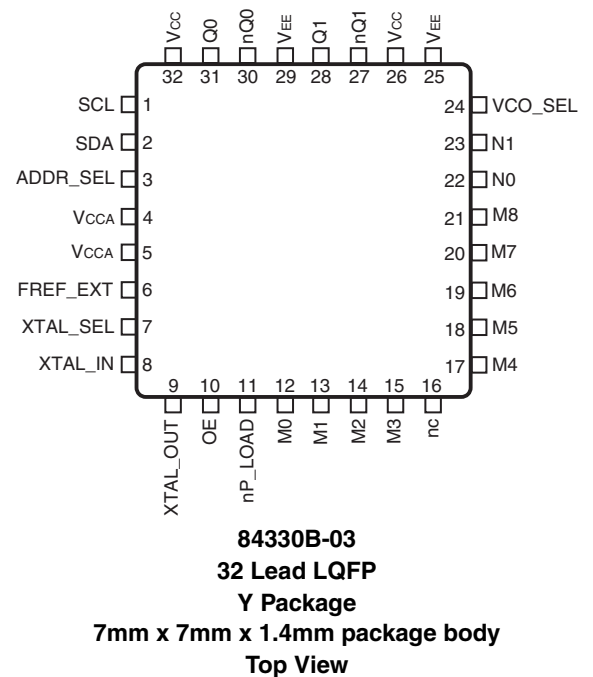 VCC
Q0
nQ0
VEE
Q1
nQ1
VCC
VEE
32 31 30 29 28 27 26 25
SCL 1
SDA 2
ADDR_SEL 3
VCCA 4
VCCA 5
FREF_EXT 6
XTAL_SEL 7
XTAL_IN 8
24 VCO_SEL
23 N1
22 N0
21 M8
20 M7
19 M6
18 M5
17 M4
9 10 11 12 13 14 15 16
XTAL_OUT
OE
nP_LOAD
M0
M1
M2
M3
nc
84330B-03
32 Lead LQFP
Y Package
7mm x 7mm x 1.4mm package body
Top View